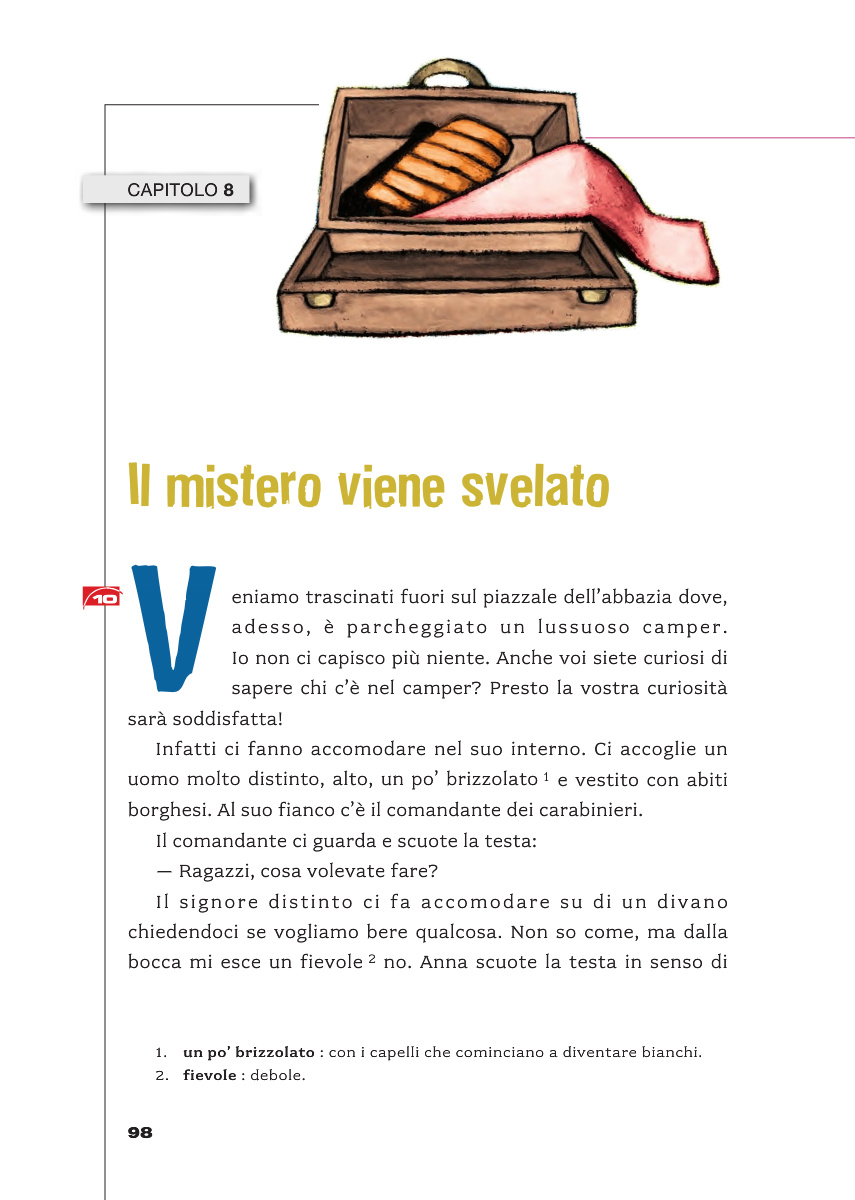 CAPITOLO 8
Il mistero viene svelato
10
Veniamo trascinati fuori sul piazzale dell'abbazia dove,
adesso, è parcheggiato un lussuoso camper.
Io non ci capisco più niente. Anche voi siete curiosi di
sapere chi c'è nel camper? Presto la vostra curiosità
sarà soddisfatta!
Infatti ci fanno accomodare nel suo interno. Ci accoglie un
uomo molto distinto, alto, un po' brizzolato 1 e vestito con abiti
borghesi. Al suo fianco c'è il comandante dei carabinieri.
Il comandante ci guarda e scuote la testa:
— Ragazzi, cosa volevate fare?
Il signore distinto ci fa accomodare su di un divano
chiedendoci se vogliamo bere qualcosa. Non so come, ma dalla
bocca mi esce un fievole 2 no. Anna scuote la testa in senso di
1. un po' brizzolato : con i capelli che cominciano a diventare bianchi.
2. fievole : debole.
98